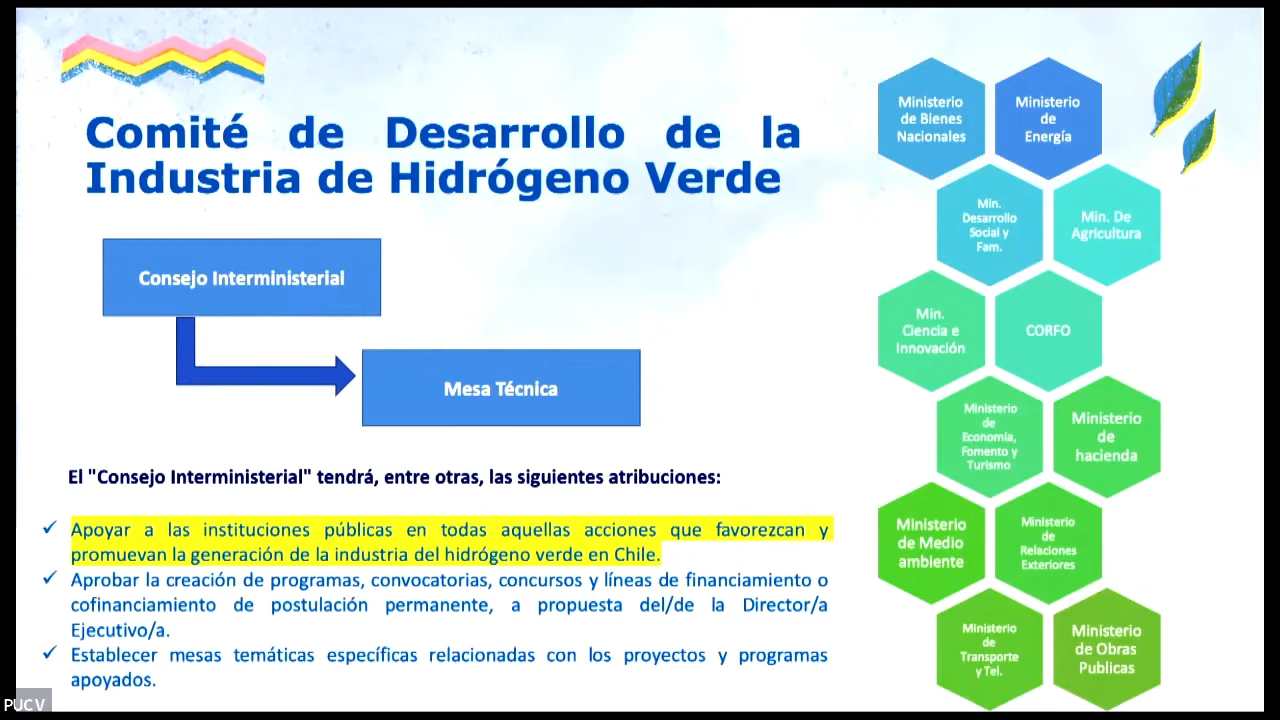 Comité de Desarrollo de la
Industria de Hidrógeno Verde
Consejo Interministerial
Mesa Técnica
El "Consejo Interministerial" tendrá, entre otras, las siguientes atribuciones:
✓ Apoyar a las instituciones públicas en todas aquellas acciones que favorezcan y
promuevan la generación de la industria del hidrógeno verde en Chile.
✓ Aprobar la creación de programas, convocatorias, concursos y líneas de financiamiento o
cofinanciamiento de postulación permanente, a propuesta del/de la Director/a
Ejecutivo/a.
✓ Establecer mesas temáticas específicas relacionadas con los proyectos y programas
apoyados.
Ministerio
de Bienes
Nacionales
Ministerio
de
Energía
Min.
Desarrollo
Social y
Fam.
Min. De
Agricultura
Min.
Ciencia e
Innovación
CORFO
Ministerio
de
Economía,
Fomento y
Turismo
Ministerio
de
hacienda
Ministerio
de Medio
ambiente
Ministerio
de
Relaciones
Exteriores
Ministerio
de
Transporte
y Tel.
Ministerio
de Obras
Publicas
PUCV